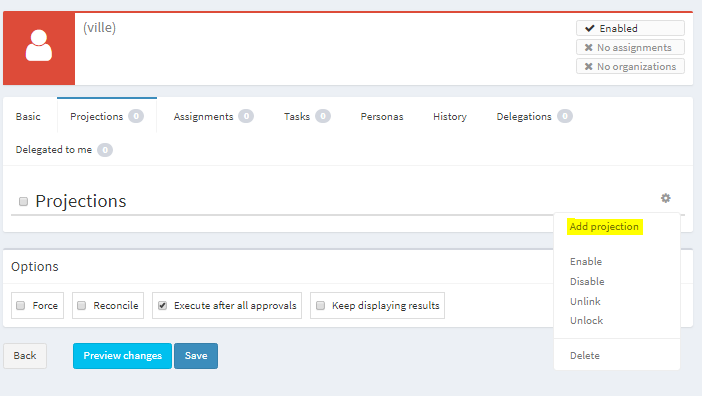 (ville)
Enabled
No assignments
No organizations
Basic
Projections 0
Assignments 0
Tasks 0
Personas
History
Delegations 0
Delegated to me 0
Projections
Add projection
Enable
Disable
Unlink
Unlock
Delete
Options
Force
Reconcile
Execute after all approvals
Keep displaying results
Back
Preview changes
Save